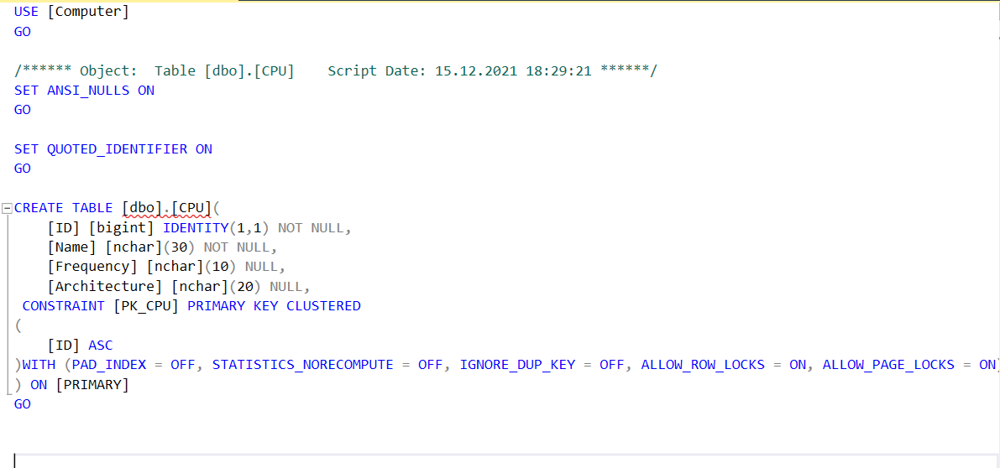 USE [Computer]
GO
/****** Object:  Table [dbo].[CPU]    Script Date: 15.12.2021 18:29:21 ******/
SET ANSI_NULLS ON
GO
SET QUOTED_IDENTIFIER ON
GO
CREATE TABLE [dbo].[CPU](
    [ID] [bigint] IDENTITY(1,1) NOT NULL,
    [Name] [nchar](30) NOT NULL,
    [Frequency] [nchar](10) NULL,
    [Architecture] [nchar](20) NULL,
 CONSTRAINT [PK_CPU] PRIMARY KEY CLUSTERED
(
    [ID] ASC
)WITH (PAD_INDEX = OFF, STATISTICS_NORECOMPUTE = OFF, IGNORE_DUP_KEY = OFF, ALLOW_ROW_LOCKS = ON, ALLOW_PAGE_LOCKS = ON)
) ON [PRIMARY]
GO